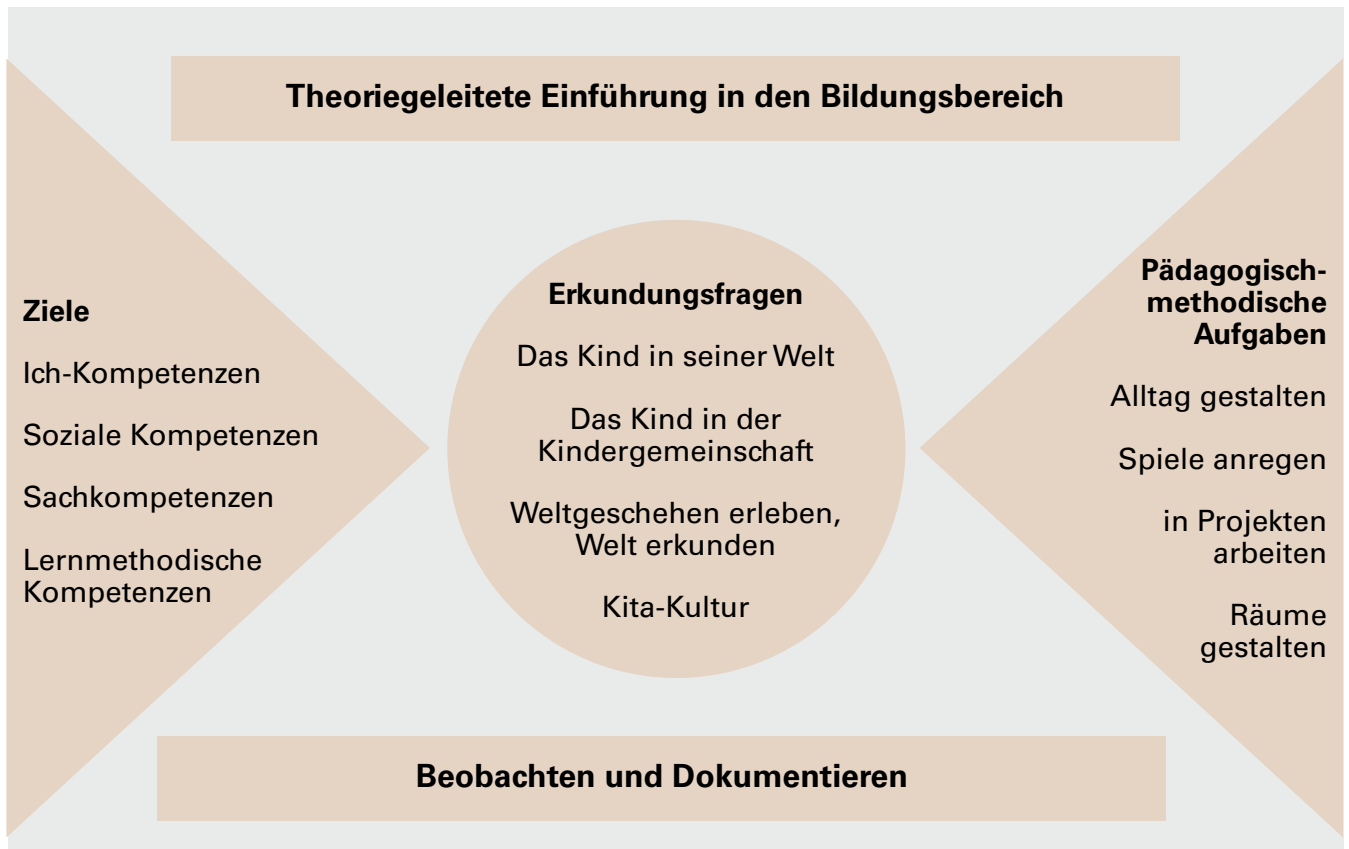 Theoriegeleitete Einführung in den Bildungsbereich
Ziele
Ich-Kompetenzen
Soziale Kompetenzen
Sachkompetenzen
Lernmethodische
Kompetenzen
Erkundungsfragen
Das Kind in seiner Welt
Das Kind in der
Kindergemeinschaft
Weltgeschehen erleben,
Welt erkunden
Kita-Kultur
Pädagogisch-
methodische
Aufgaben
Alltag gestalten
Spiele anregen
in Projekten
arbeiten
Räume
gestalten
Beobachten und Dokumentieren